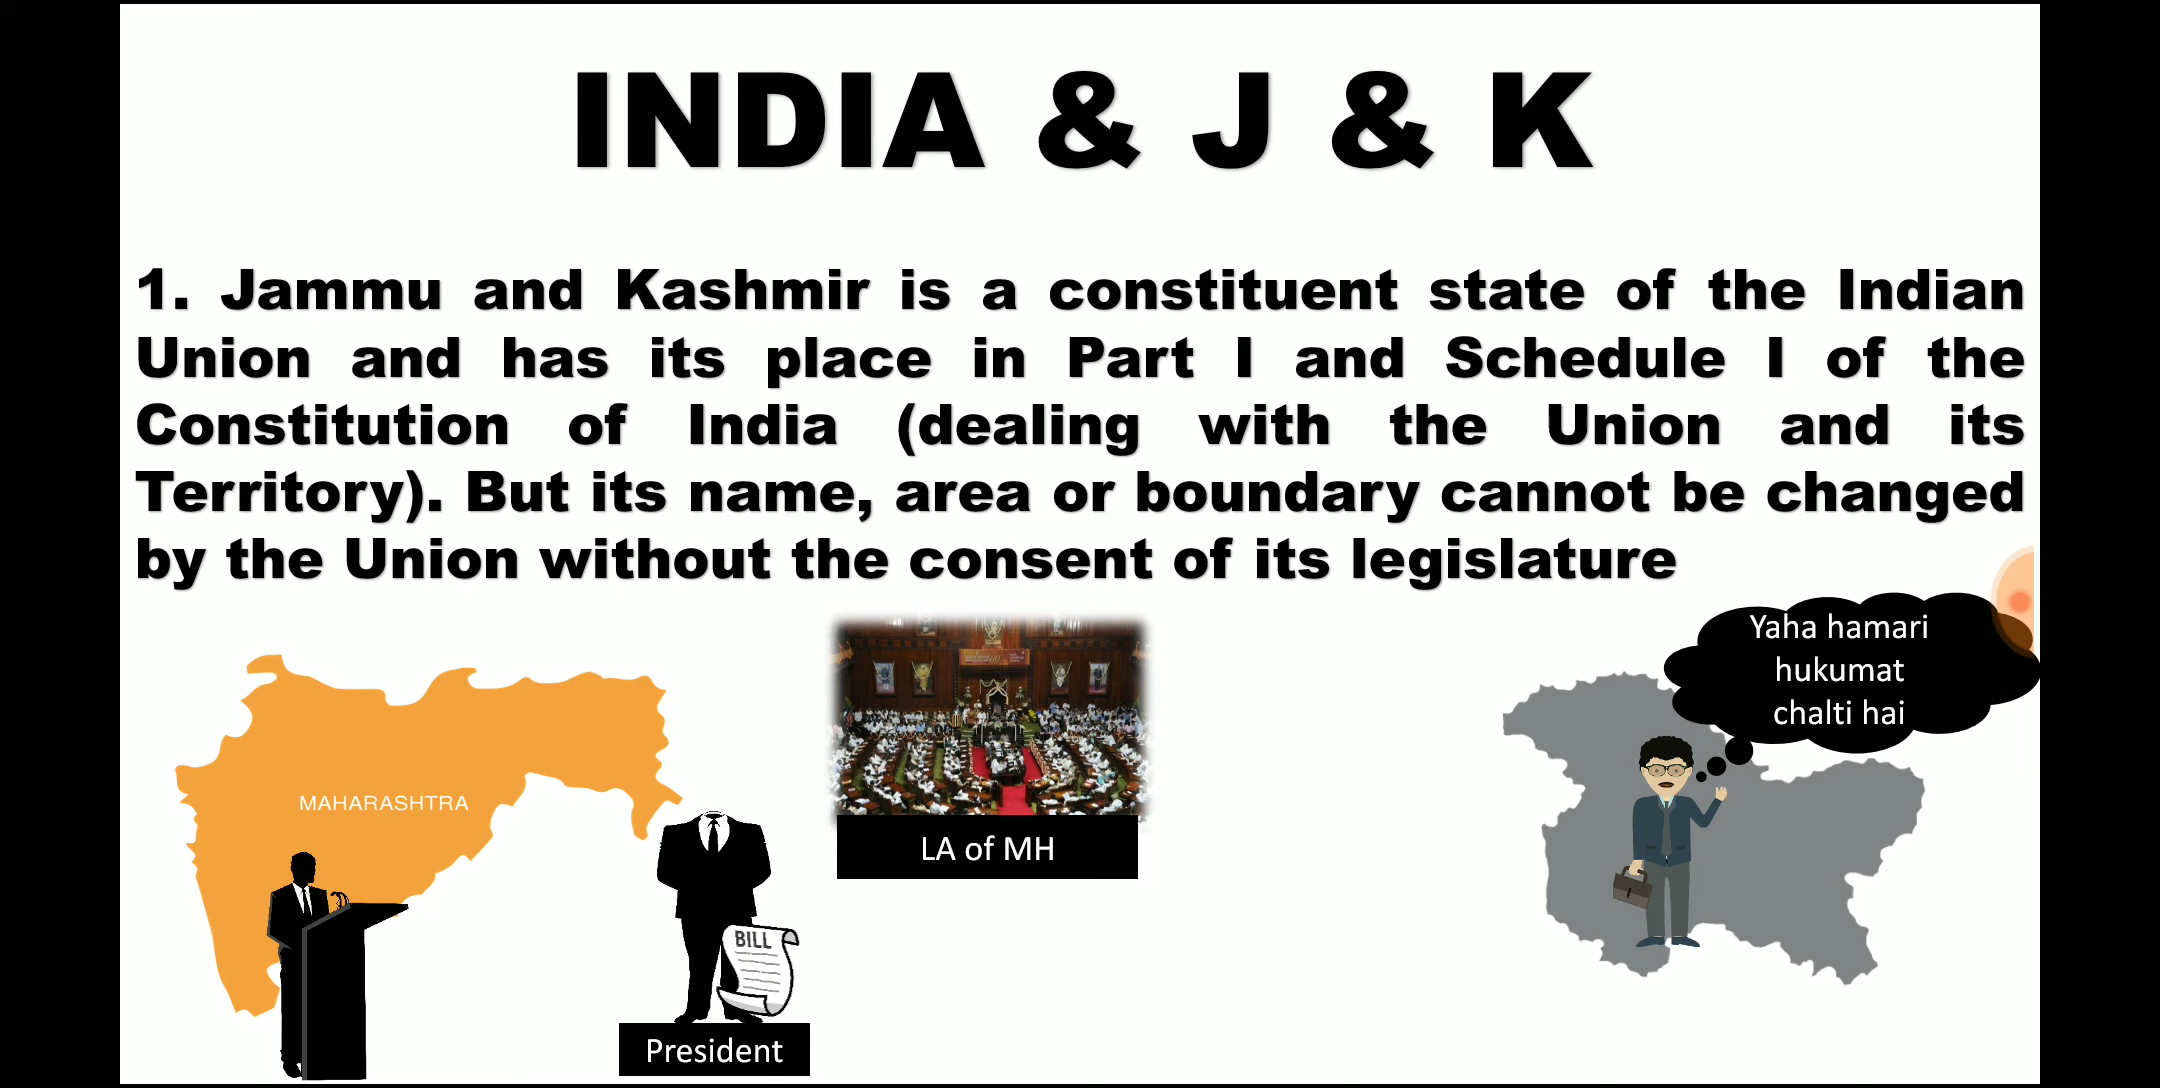 INDIA & J & K
1. Jammu and Kashmir is a constituent state of the Indian
Union and has its place in Part I and Schedule I of the
Constitution of India (dealing with the Union and its
Territory). But its name, area or boundary cannot be changed
by the Union without the consent of its legislature
Yaha hamari
hukumat
chalti hai
MAHARASHTRA
LA of MH
BILL
President